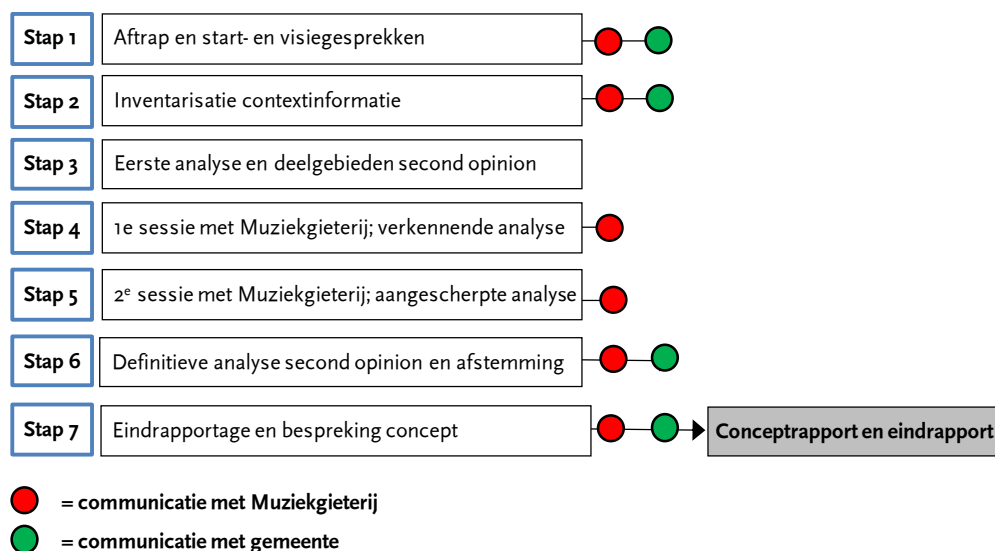 Stap 1 Aftrap en start- en visiegesprekken
Stap 2 Inventarisatie contextinformatie
Stap 3 Eerste analyse en deelgebieden second opinion
Stap 4 1e sessie met Muziekgieterij; verkennende analyse
Stap 5 2e sessie met Muziekgieterij; aangescherpte analyse
Stap 6 Definitieve analyse second opinion en afstemming
Stap 7 Eindrapportage en bespreking concept Conceptrapport en eindrapport
= communicatie met Muziekgieterij
= communicatie met gemeente